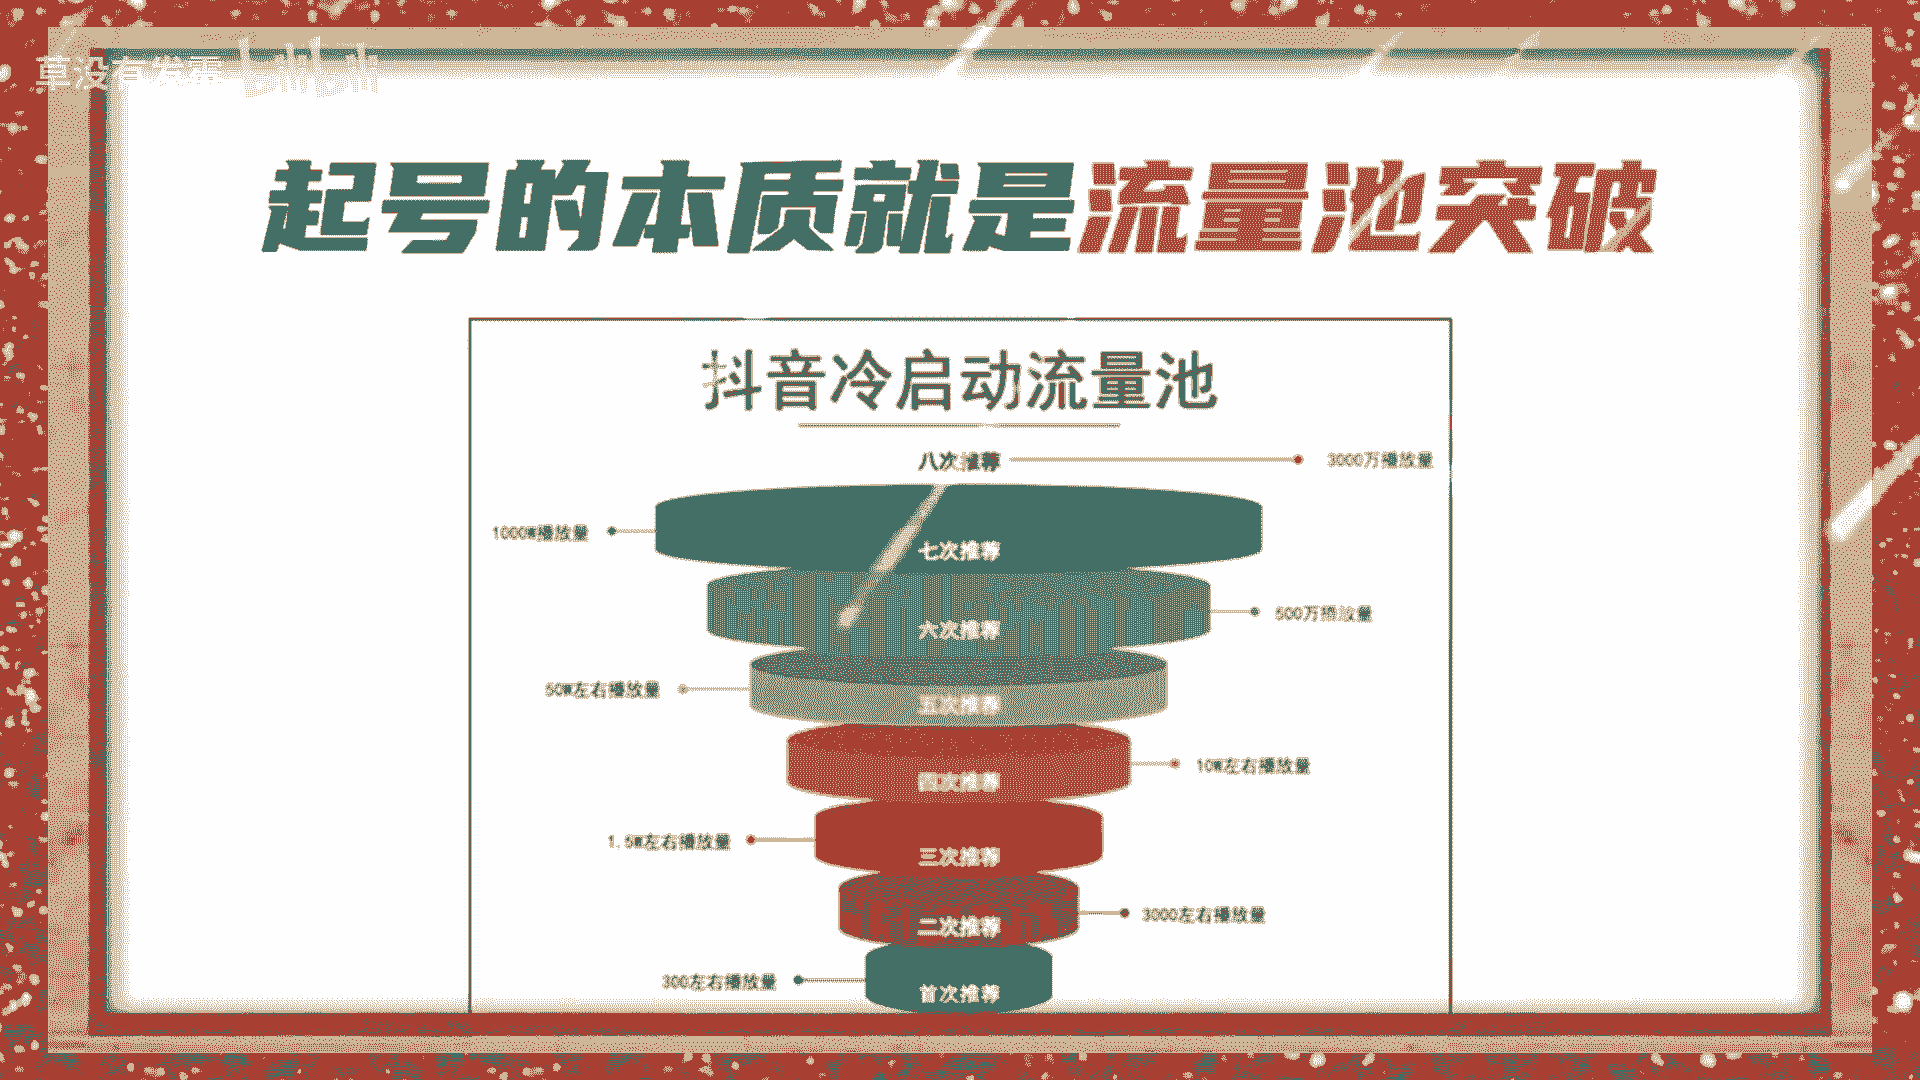 草没有发需 bilibili
起号的本质就是流量池突破
抖音冷启动流量池
八次推荐
3000万播放量
1000W播放量
七次推荐
500万播放量
六次推荐
50W左右播放量
五次推荐
10W左右播放量
四次推荐
1.5W左右播放量
三次推荐
3000左右播放量
二次推荐
300左右播放量
首次推荐